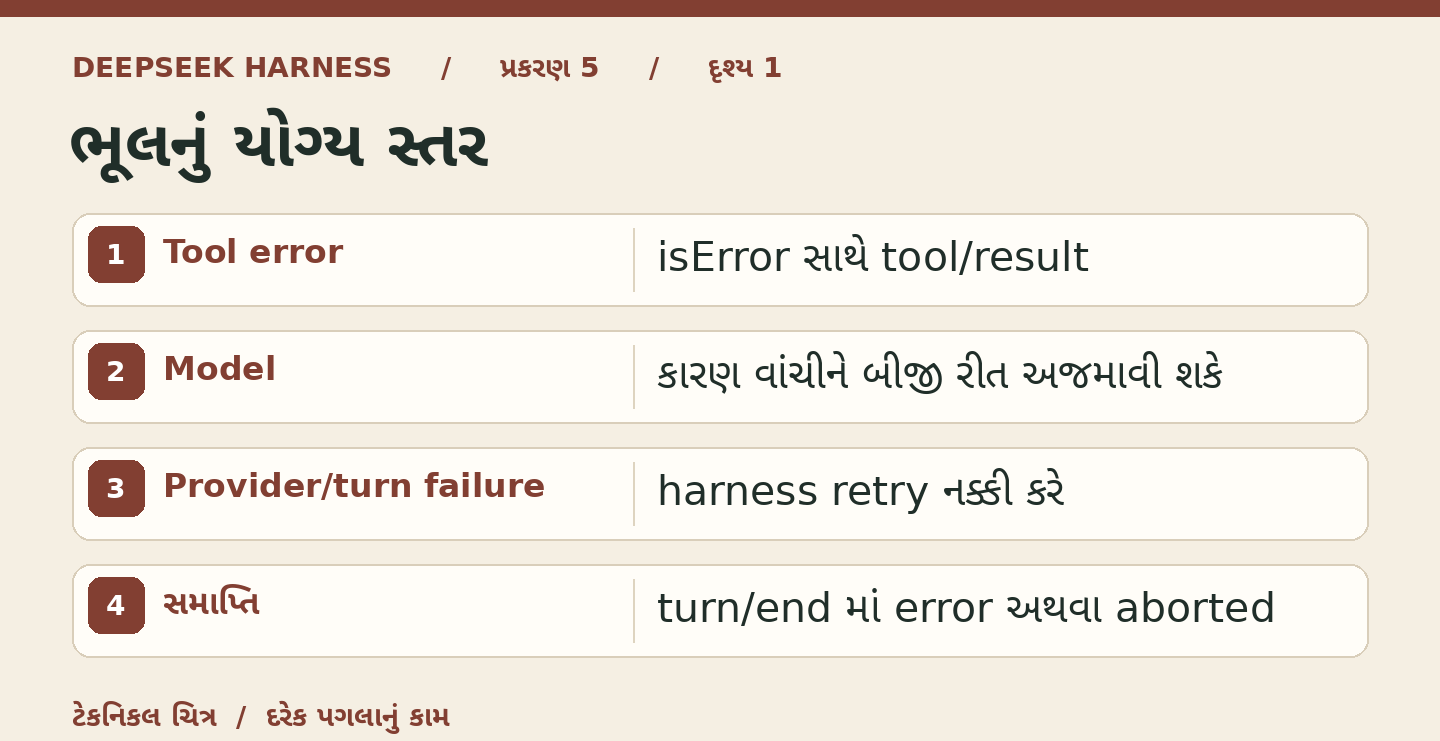 DEEPSEEK HARNESS / પ્રકરણ 5 / દૃશ્ય 1
ભૂલનું યોગ્ય સ્તર
1 Tool error isError સાથે tool/result
2 Model કારણ વાંચીને બીજી રીત અજમાવી શકે
3 Provider/turn failure harness retry નક્કી કરે
4 સમાપ્તિ turn/end માં error અથવા aborted
ટેકનિકલ ચિત્ર / દરેક પગલાનું કામ